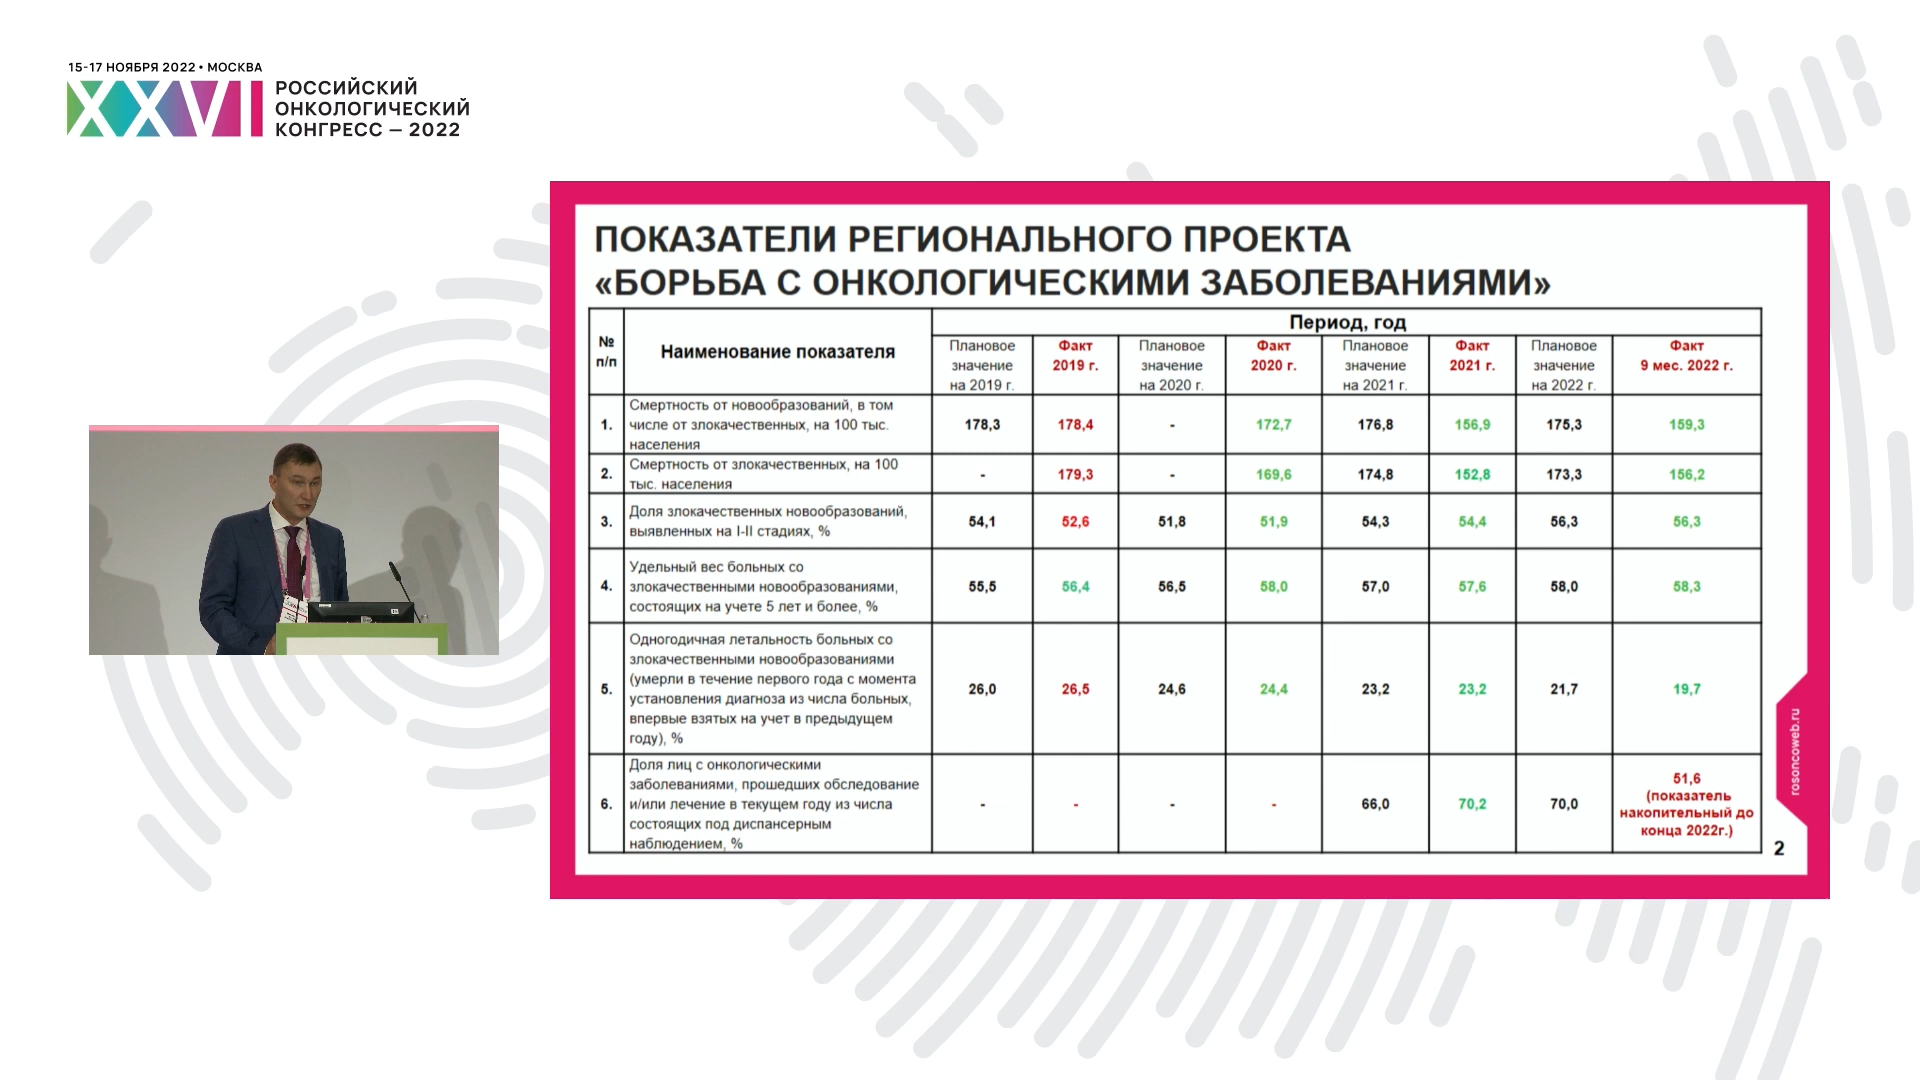 15-17 НОЯБРЯ 2022 • МОСКВА
XXVI
РОССИЙСКИЙ
ОНКОЛОГИЧЕСКИЙ
КОНГРЕСС – 2022
ПОКАЗАТЕЛИ РЕГИОНАЛЬНОГО ПРОЕКТА
«БОРЬБА С ОНКОЛОГИЧЕСКИМИ ЗАБОЛЕВАНИЯМИ»
№
п/п
Наименование показателя
Период, год
Плановое
значение
на 2019 г.
Факт
2019 г.
Плановое
значение
на 2020 г.
Факт
2020 г.
Плановое
значение
на 2021 г.
Факт
2021 г.
Плановое
значение
на 2022 г.
Факт
9 мес. 2022 г.
1.
Смертность от новообразований, в том
числе от злокачественных, на 100 тыс.
населения
178,3 178,4 - 172,7 176,8 156,9 175,3 159,3
2.
Смертность от злокачественных, на 100
тыс. населения
- 179,3 - 169,6 174,8 152,8 173,3 156,2
3.
Доля злокачественных новообразований,
выявленных на I-II стадиях, %
54,1 52,6 51,8 51,9 54,3 54,4 56,3 56,3
4.
Удельный вес больных со
злокачественными новообразованиями,
состоящих на учете 5 лет и более, %
55,5 56,4 56,5 58,0 57,0 57,6 58,0 58,3
5.
Одногодичная летальность больных со
злокачественными новообразованиями
(умерли в течение первого года с момента
установления диагноза из числа больных,
впервые взятых на учет в предыдущем
году), %
26,0 26,5 24,6 24,4 23,2 23,2 21,7 19,7
6.
Доля лиц с онкологическими
заболеваниями, прошедших обследование
и/или лечение в текущем году из числа
состоящих под диспансерным
наблюдением, %
- - - - 66,0 70,2 70,0 51,6
(показатель
накопительный до
конца 2022г.)
rosoncoweb.ru
2